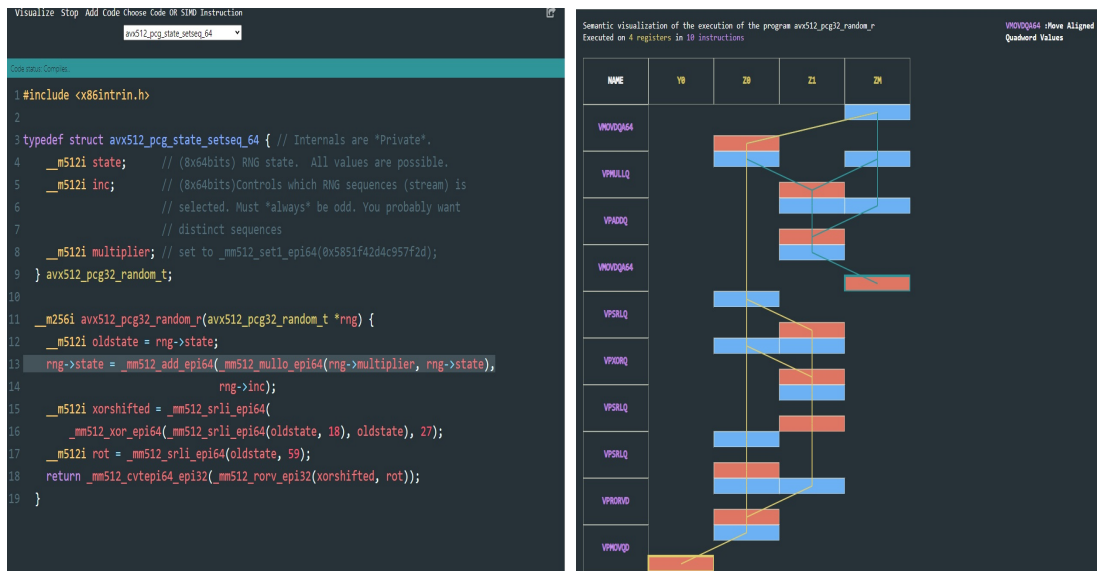 Visualize Stop Add Code Choose Code OR SIMD Instruction
avx512_pcg_state_setseq_64
Code status: Compiles.
1 #include <x86intrin.h>
2
3 typedef struct avx512_pcg_state_setseq_64 { // Internals are *Private*.
4 __m512i state; // (8x64bits) RNG state. All values are possible.
5 __m512i inc; // (8x64bits)Controls which RNG sequences (stream) is
6 // selected. Must *always* be odd. You probably want
7 // distinct sequences
8 __m512i multiplier; // set to _mm512_set1_epi64(0x5851f42d4c957f2d);
9 } avx512_pcg32_random_t;
10
11 __m256i avx512_pcg32_random_r(avx512_pcg32_random_t *rng) {
12 __m512i oldstate = rng->state;
13 rng->state = _mm512_add_epi64(_mm512_mullo_epi64(rng->multiplier, rng->state),
14 rng->inc);
15 __m512i xorshifted = _mm512_srli_epi64(
16 _mm512_xor_epi64(_mm512_srli_epi64(oldstate, 18), oldstate), 27);
17 __m512i rot = _mm512_srli_epi64(oldstate, 59);
18 return _mm512_cvtepi64_epi32(_mm512_rorv_epi32(xorshifted, rot));
19 }
Semantic visualization of the execution of the program avx512_pcg32_random_r
Executed on 4 registers in 10 instructions
VMOVDQA64 :Move Aligned
Quadword Values
NAME Y0 Z0 Z1 ZM
VMOVDQA64
VPMULLQ
VPADDQ
VMOVDQA64
VPSRLQ
VPXORQ
VPSRLQ
VPSRLQ
VPRORVD
VPMOVQD